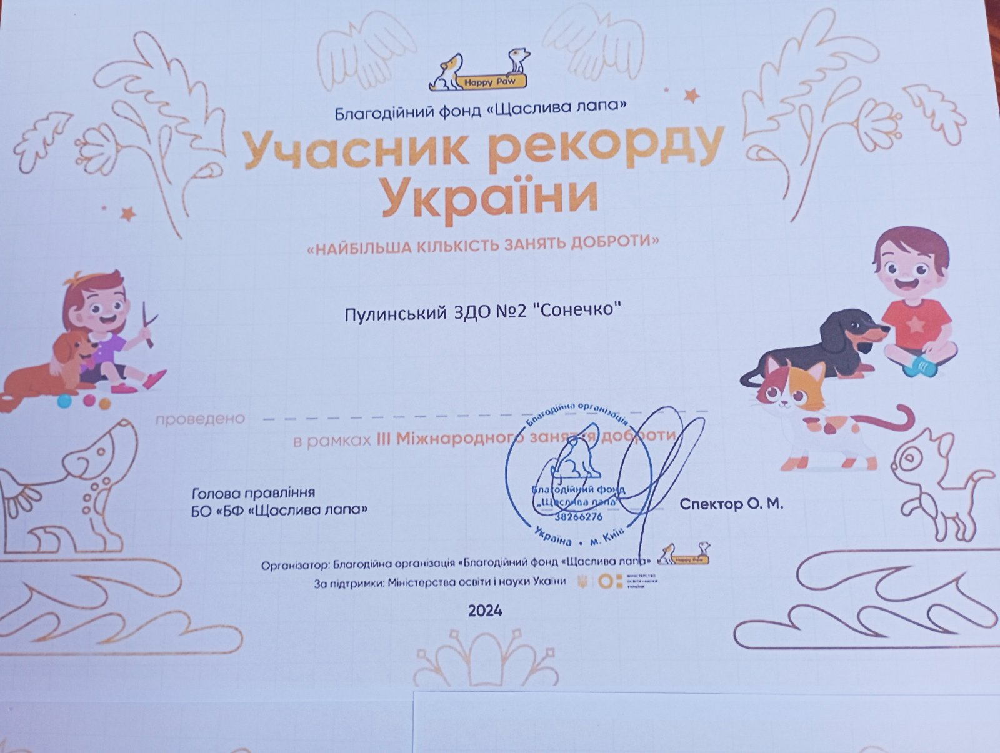 Happy Paw
Благодійний фонд «Щаслива лапа»
Учасник рекорду
України
«НАЙБІЛЬША КІЛЬКІСТЬ ЗАНЯТЬ ДОБРОТИ»
Пулинський ЗДО №2 "Сонечко"
проведено
в рамках III Міжнародного заняття доброти
Голова правління
БО «БФ «Щаслива лапа»
Благодійна організація
Благодійний фонд
„Щаслива лапа"
38266276
Україна • м. Київ
Спектор О. М.
Організатор: Благодійна організація «Благодійний фонд «Щаслива лапа»
Happy Paw
За підтримки: Міністерства освіти і науки Укаїни
МІНІСТЕРСТВО
ОСВІТИ І НАУКИ
УКРАЇНИ
2024